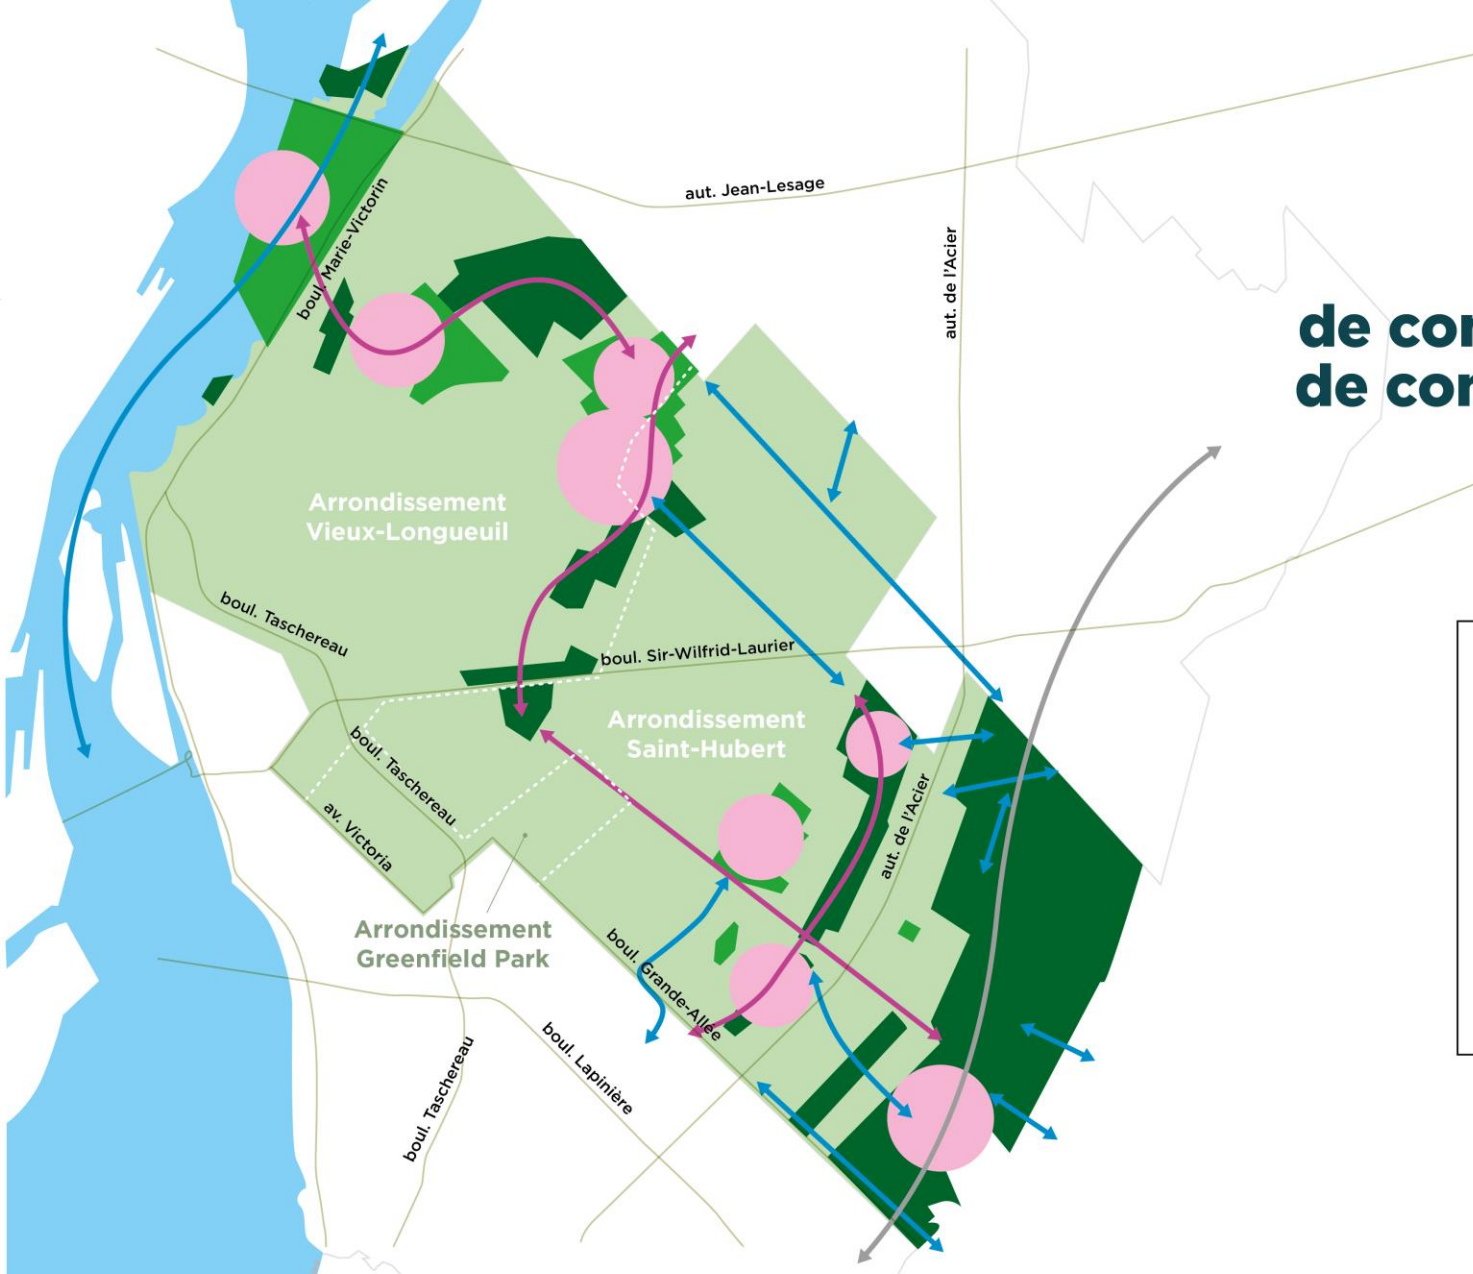 aut. Jean-Lesage
boul. Marie-Victorin
aut. de l'Acier
de con
de con
Arrondissement
Vieux-Longueuil
boul. Taschereau
boul. Sir-Wilfrid-Laurier
Arrondissement
Saint-Hubert
boul. Taschereau
aut. de l'Acier
av. Victoria
Arrondissement
Greenfield Park
boul. Grande-Allée
boul. Lapinière
boul. Taschereau